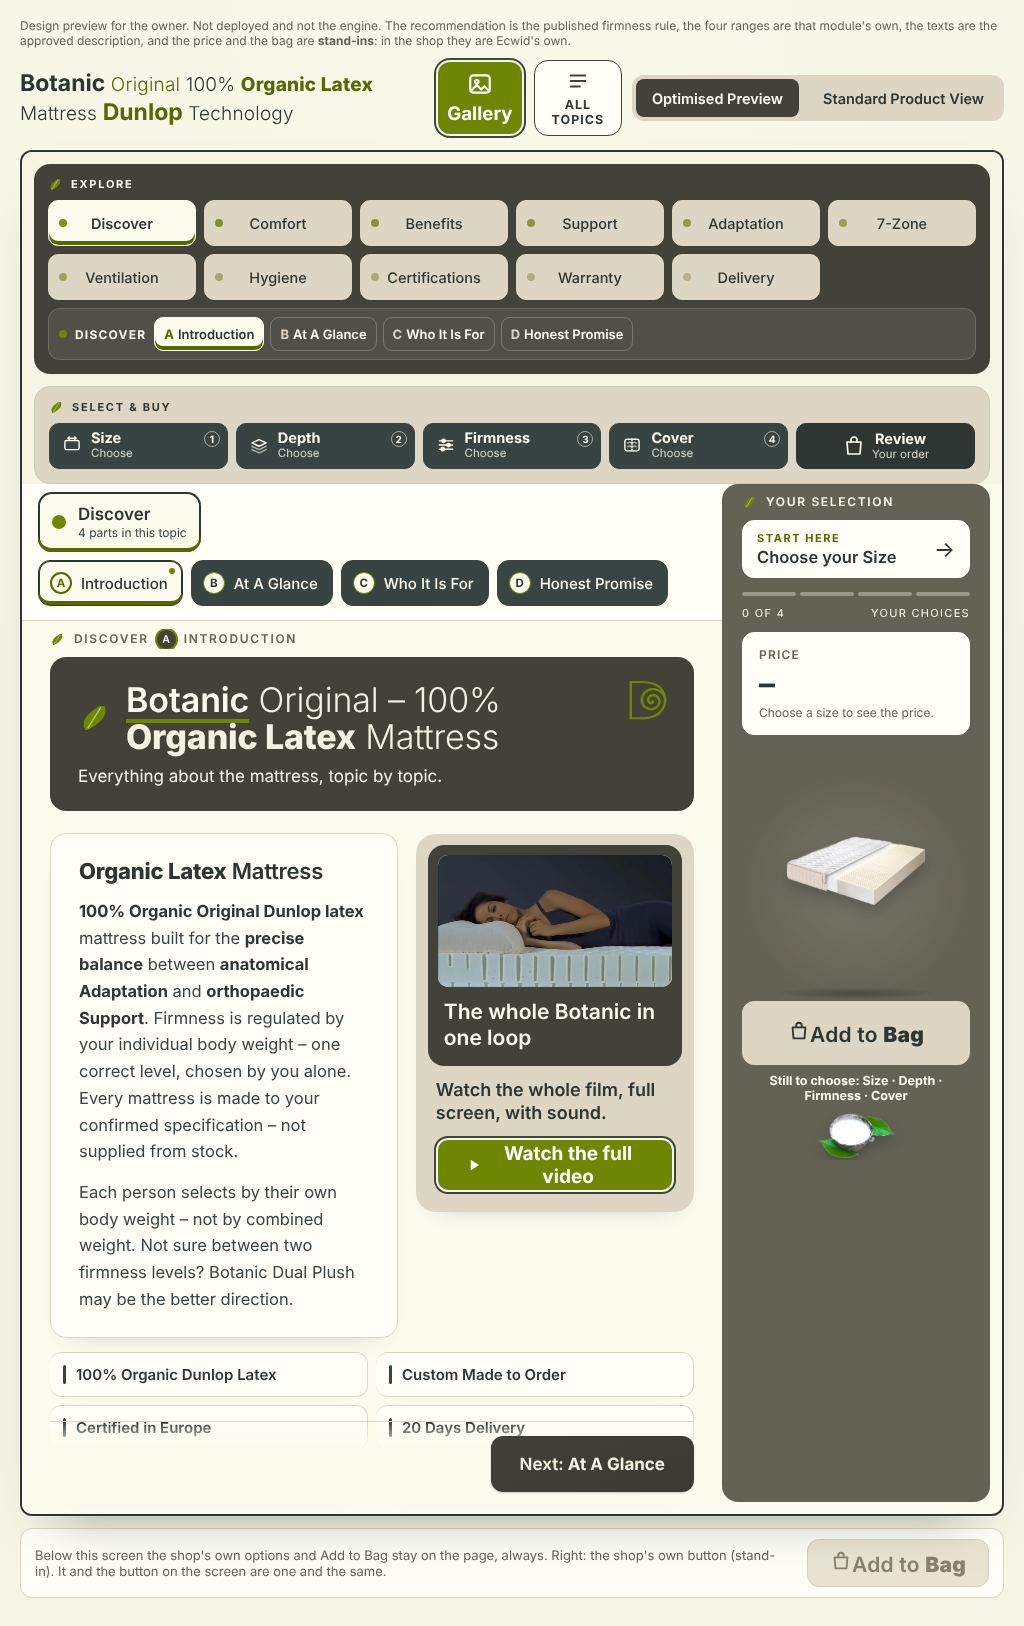 Design preview for the owner. Not deployed and not the engine. The recommendation is the published firmness rule, the four ranges are that module's own, the texts are the
approved description, and the price and the bag are stand-ins: in the shop they are Ecwid's own.
Botanic Original 100% Organic Latex
Mattress Dunlop Technology
Gallery
ALL
TOPICS
Optimised Preview
Standard Product View
EXPLORE
Discover
Comfort
Benefits
Support
Adaptation
7-Zone
Ventilation
Hygiene
Certifications
Warranty
Delivery
DISCOVER
A Introduction
B At A Glance
C Who It Is For
D Honest Promise
SELECT & BUY
Size
Choose
1
Depth
Choose
2
Firmness
Choose
3
Cover
Choose
4
Review
Your order
Discover
4 parts in this topic
A Introduction
B At A Glance
C Who It Is For
D Honest Promise
DISCOVER A INTRODUCTION
Botanic Original – 100%
Organic Latex Mattress
Everything about the mattress, topic by topic.
Organic Latex Mattress
100% Organic Original Dunlop latex
mattress built for the precise
balance between anatomical
Adaptation and orthopaedic
Support. Firmness is regulated by
your individual body weight – one
correct level, chosen by you alone.
Every mattress is made to your
confirmed specification – not
supplied from stock.
Each person selects by their own
body weight – not by combined
weight. Not sure between two
firmness levels? Botanic Dual Plush
may be the better direction.
The whole Botanic in
one loop
Watch the whole film, full
screen, with sound.
Watch the full
video
100% Organic Dunlop Latex
Custom Made to Order
Certified in Europe
20 Days Delivery
Next: At A Glance
YOUR SELECTION
START HERE
Choose your Size
0 OF 4
YOUR CHOICES
PRICE
–
Choose a size to see the price.
Add to Bag
Still to choose: Size · Depth ·
Firmness · Cover
Below this screen the shop's own options and Add to Bag stay on the page, always. Right: the shop's own button (stand-
in). It and the button on the screen are one and the same.
Add to Bag